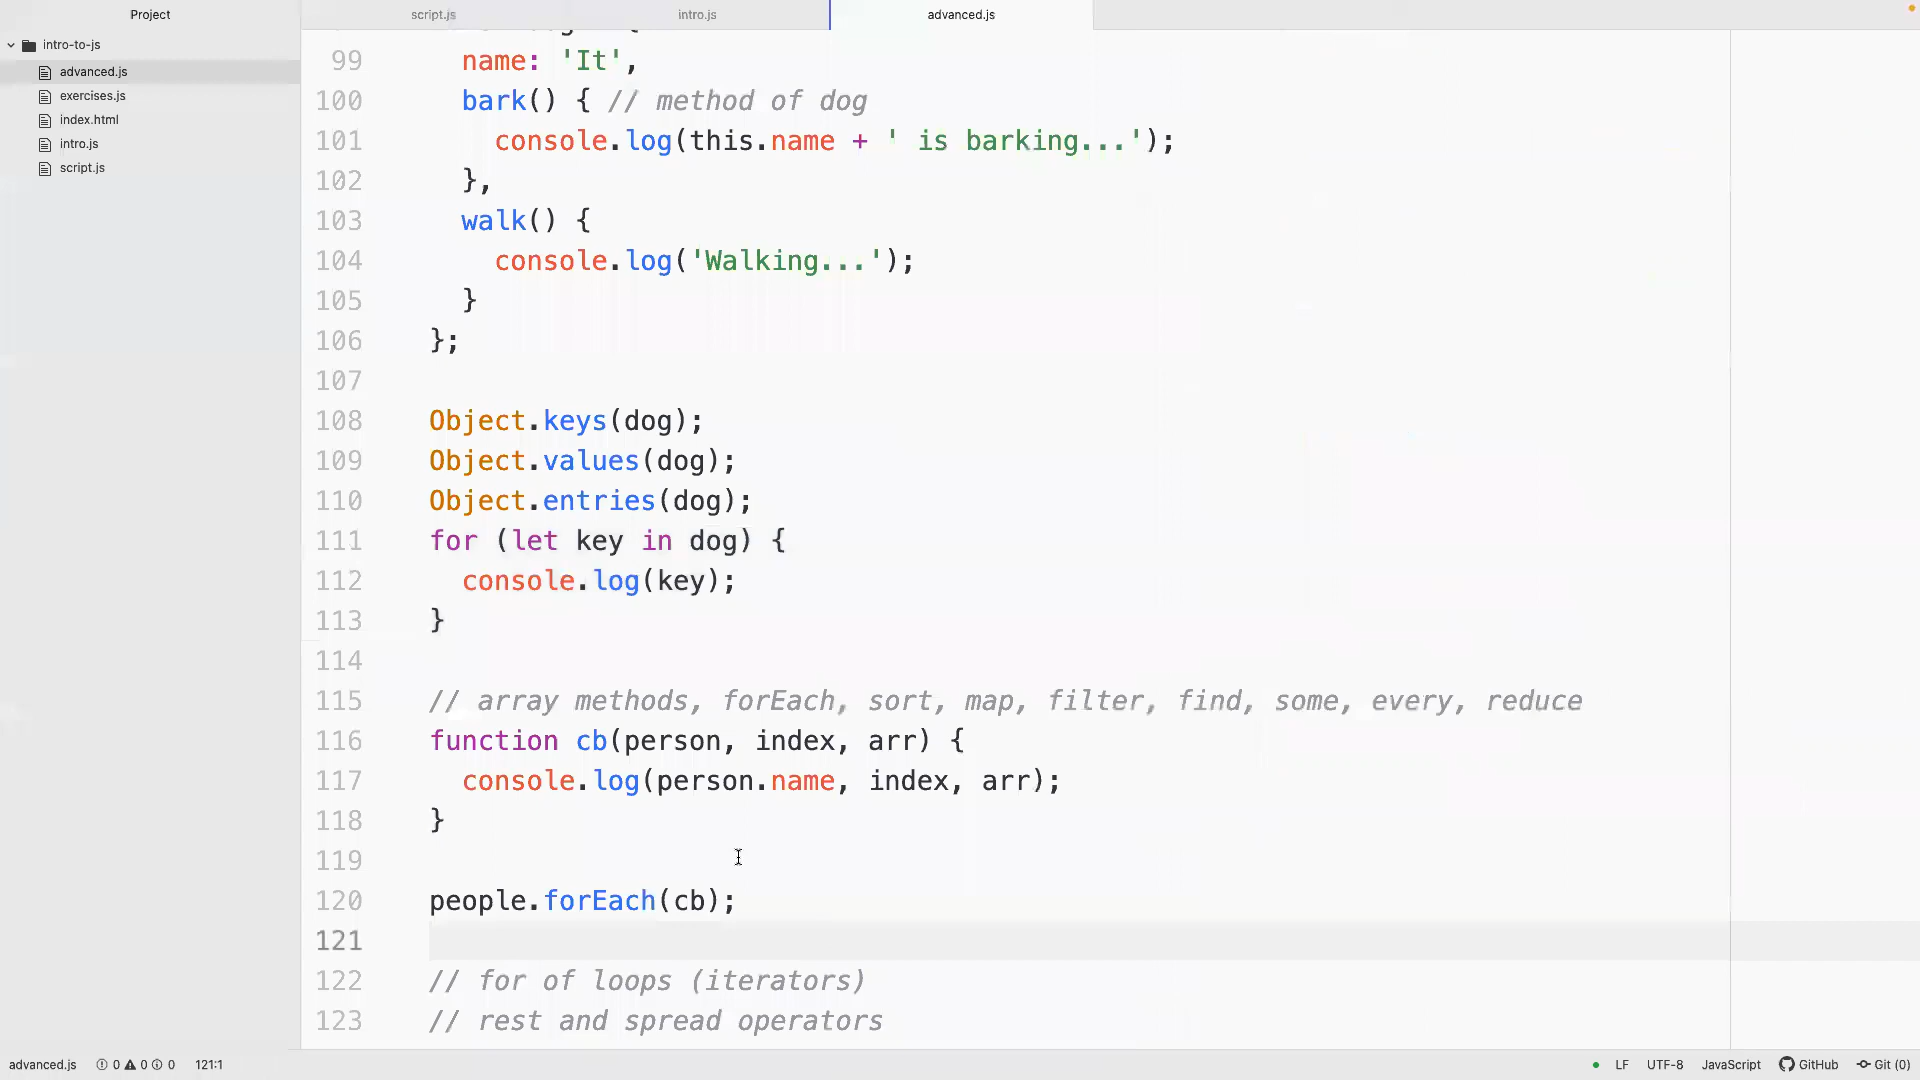 Project
script.js
intro.js
advanced.js
intro-to-js
advanced.js
exercises.js
index.html
intro.js
script.js
99 name: 'It',
100 bark() { // method of dog
101 console.log(this.name + ' is barking...');
102 },
103 walk() {
104 console.log('Walking...');
105 }
106 };
107
108 Object.keys(dog);
109 Object.values(dog);
110 Object.entries(dog);
111 for (let key in dog) {
112 console.log(key);
113 }
114
115 // array methods, forEach, sort, map, filter, find, some, every, reduce
116 function cb(person, index, arr) {
117 console.log(person.name, index, arr);
118 }
119
120 people.forEach(cb);
121
122 // for of loops (iterators)
123 // rest and spread operators
advanced.js 0 0 0 121:1 LF UTF-8 JavaScript GitHub Git (0)